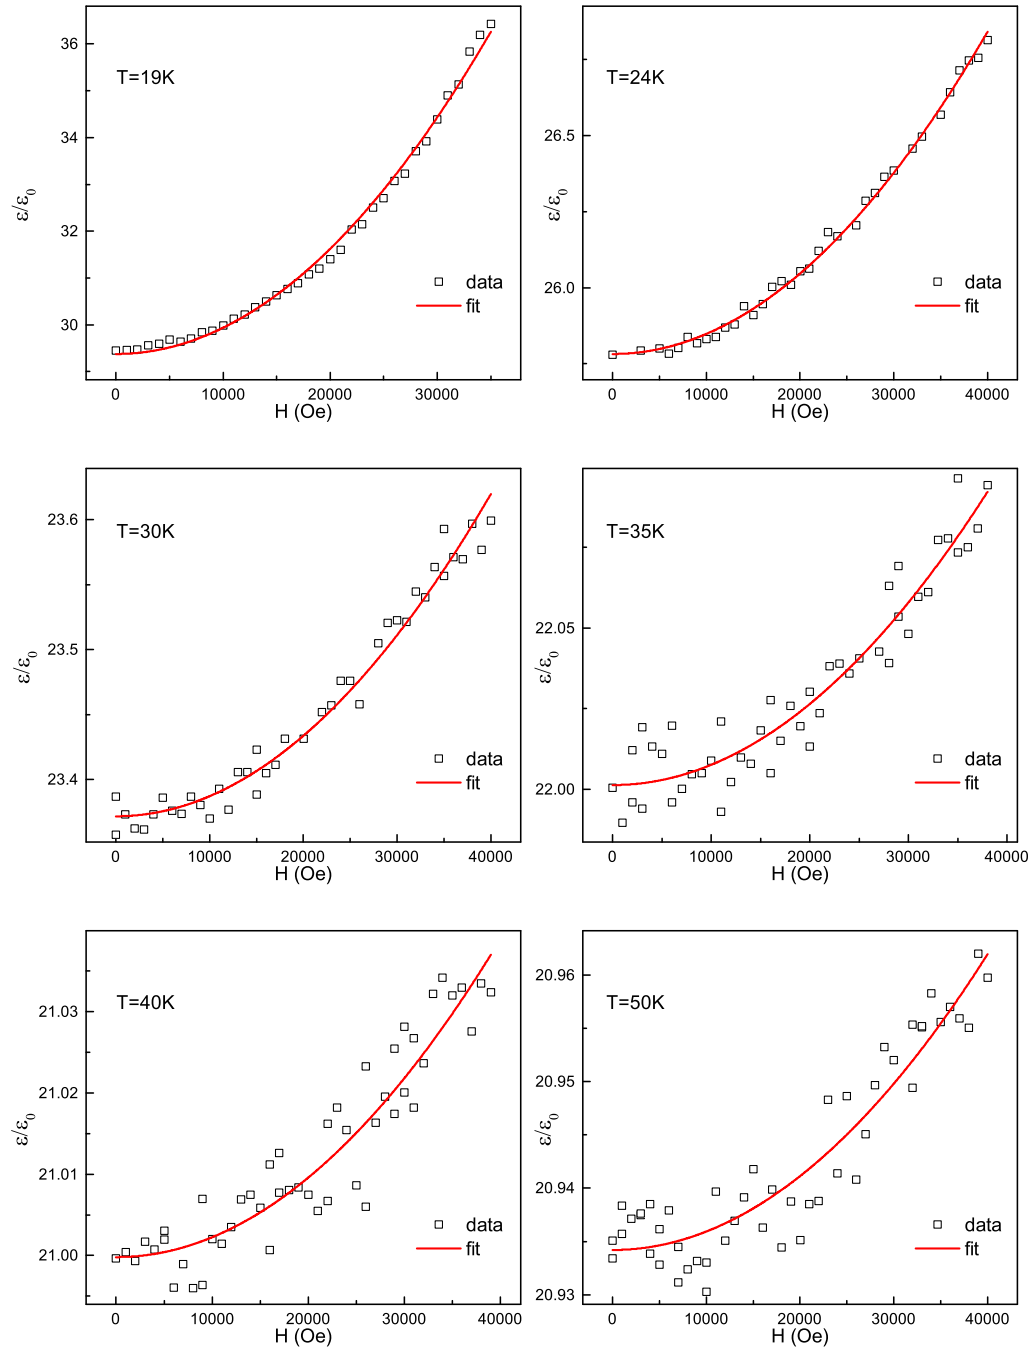 T=19K
ε/ε0
36
34
32
30
data
fit
0 10000 20000 30000
H (Oe)
T=24K
ε/ε0
26.5
26.0
data
fit
0 10000 20000 30000 40000
H (Oe)
T=30K
ε/ε0
23.6
23.5
23.4
data
fit
0 10000 20000 30000 40000
H (Oe)
T=35K
ε/ε0
22.05
22.00
data
fit
0 10000 20000 30000 40000
H (Oe)
T=40K
ε/ε0
21.03
21.02
21.01
21.00
data
fit
0 10000 20000 30000 40000
H (Oe)
T=50K
ε/ε0
20.96
20.95
20.94
20.93
data
fit
0 10000 20000 30000 40000
H (Oe)